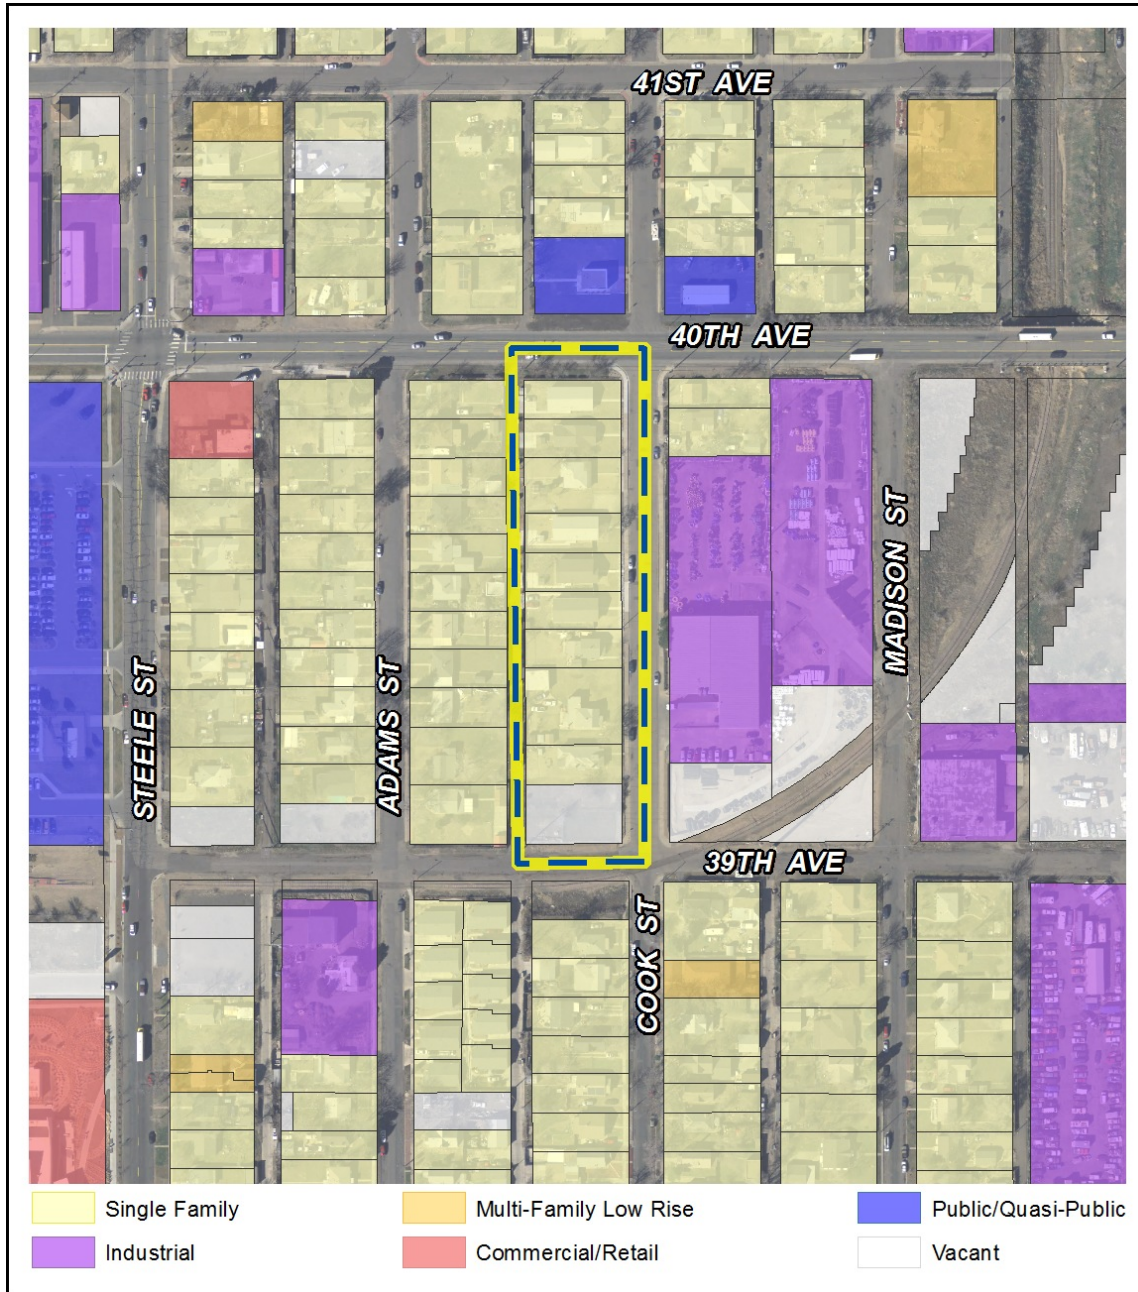 41ST AVE
40TH AVE
MADISON ST
STEELE ST
ADAMS ST
39TH AVE
COOK ST
Single Family
Multi-Family Low Rise
Public/Quasi-Public
Industrial
Commercial/Retail
Vacant